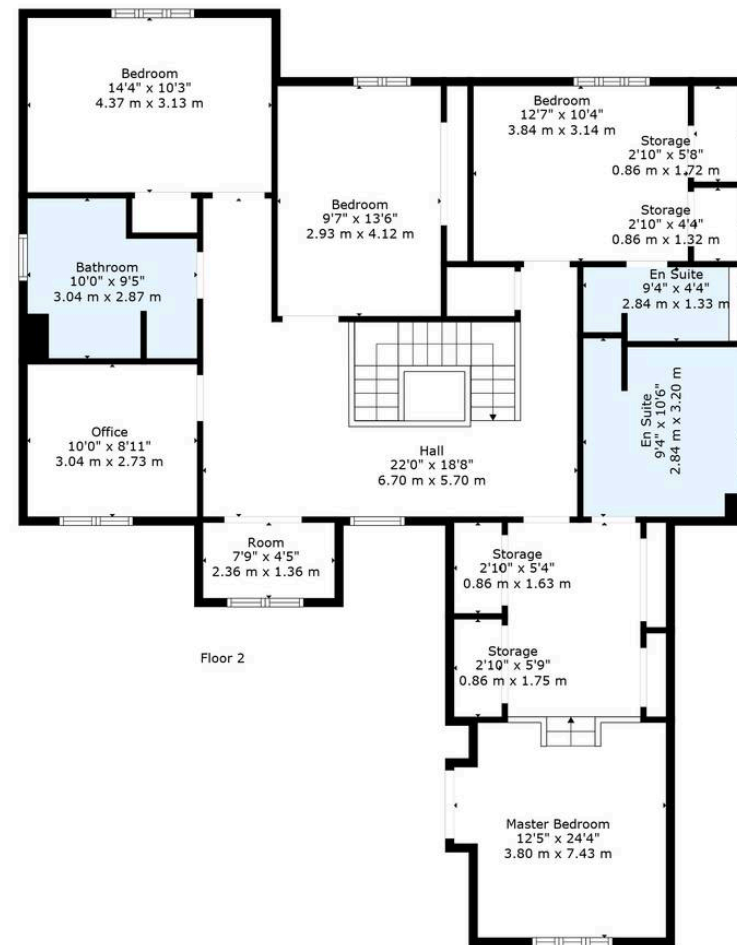 Bedroom
14'4" x 10'3"
4.37 m x 3.13 m
Bedroom
12'7" x 10'4"
3.84 m x 3.14 m
Storage
2'10" x 5'8"
0.86 m x 1.72 m
Bedroom
9'7" x 13'6"
2.93 m x 4.12 m
Storage
2'10" x 4'4"
0.86 m x 1.32 m
Bathroom
10'0" x 9'5"
3.04 m x 2.87 m
En Suite
9'4" x 4'4"
2.84 m x 1.33 m
En Suite
9'4" x 10'6"
2.84 m x 3.20 m
Office
10'0" x 8'11"
3.04 m x 2.73 m
Hall
22'0" x 18'8"
6.70 m x 5.70 m
Room
7'9" x 4'5"
2.36 m x 1.36 m
Storage
2'10" x 5'4"
0.86 m x 1.63 m
Floor 2
Storage
2'10" x 5'9"
0.86 m x 1.75 m
Master Bedroom
12'5" x 24'4"
3.80 m x 7.43 m